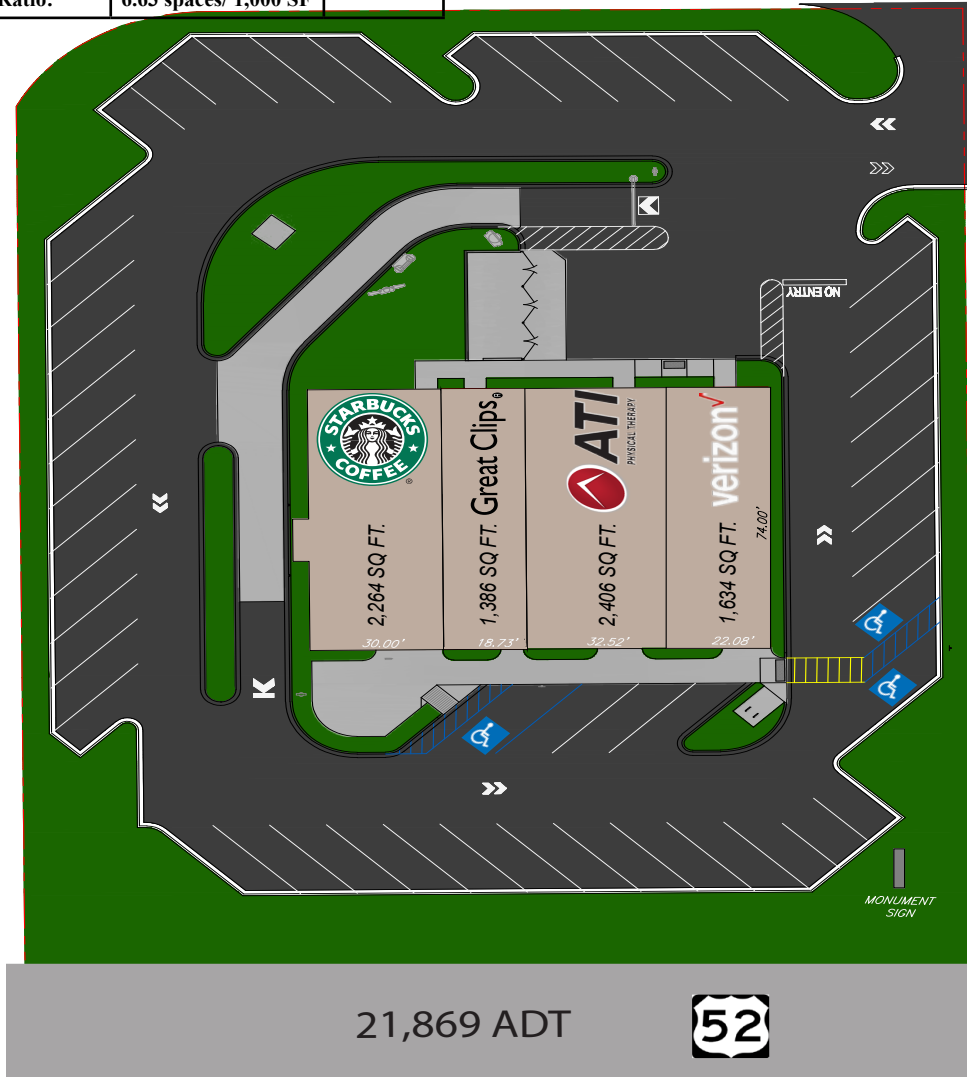 Ratio:
6.65 spaces/ 1,000 SF
NO ENTRY
STARBUCKS
COFFEE
®
2,264 SQ FT.
30.00'
Great Clips®
1,386 SQ FT.
18.73'
ATI
PHYSICAL THERAPY
2,406 SQ FT.
32.52'
verizon
1,634 SQ FT.
74.00'
22.08'
MONUMENT
SIGN
21,869 ADT
52